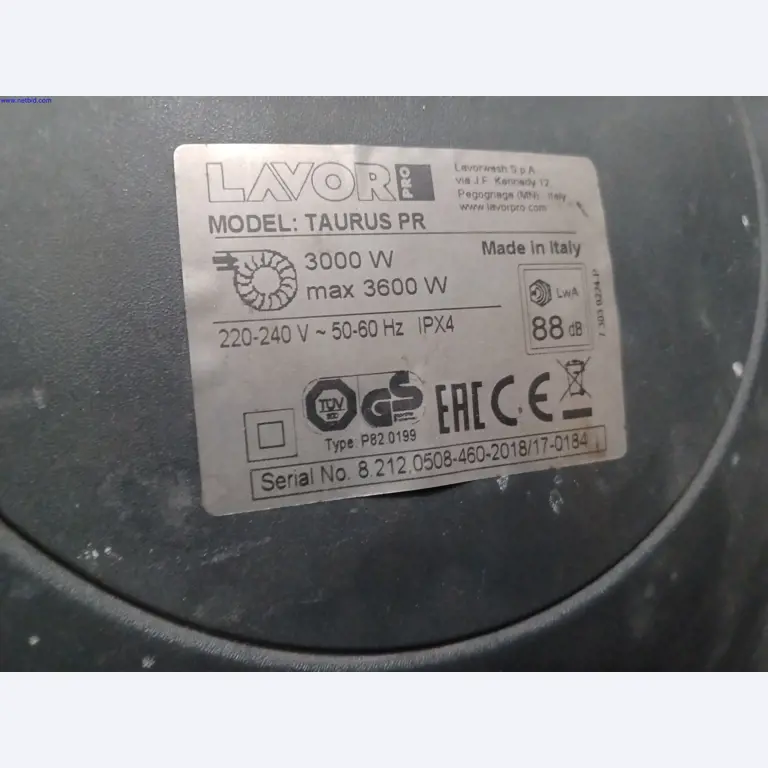 www.natbid.com
LAVOR PRO
Lavorwash S.p.A.
via J.F. Kennedy 12
Pegognaga (MN) Italy
www.lavorpro.com
MODEL: TAURUS PR
Made in Italy
3000 W
max 3600 W
LwA
88 dB
220-240 V ~ 50-60 Hz IPX4
TÜV
GS
EAC CE
Type: P82.0199
Serial No. 8.212.0508-460-2018/17-0184